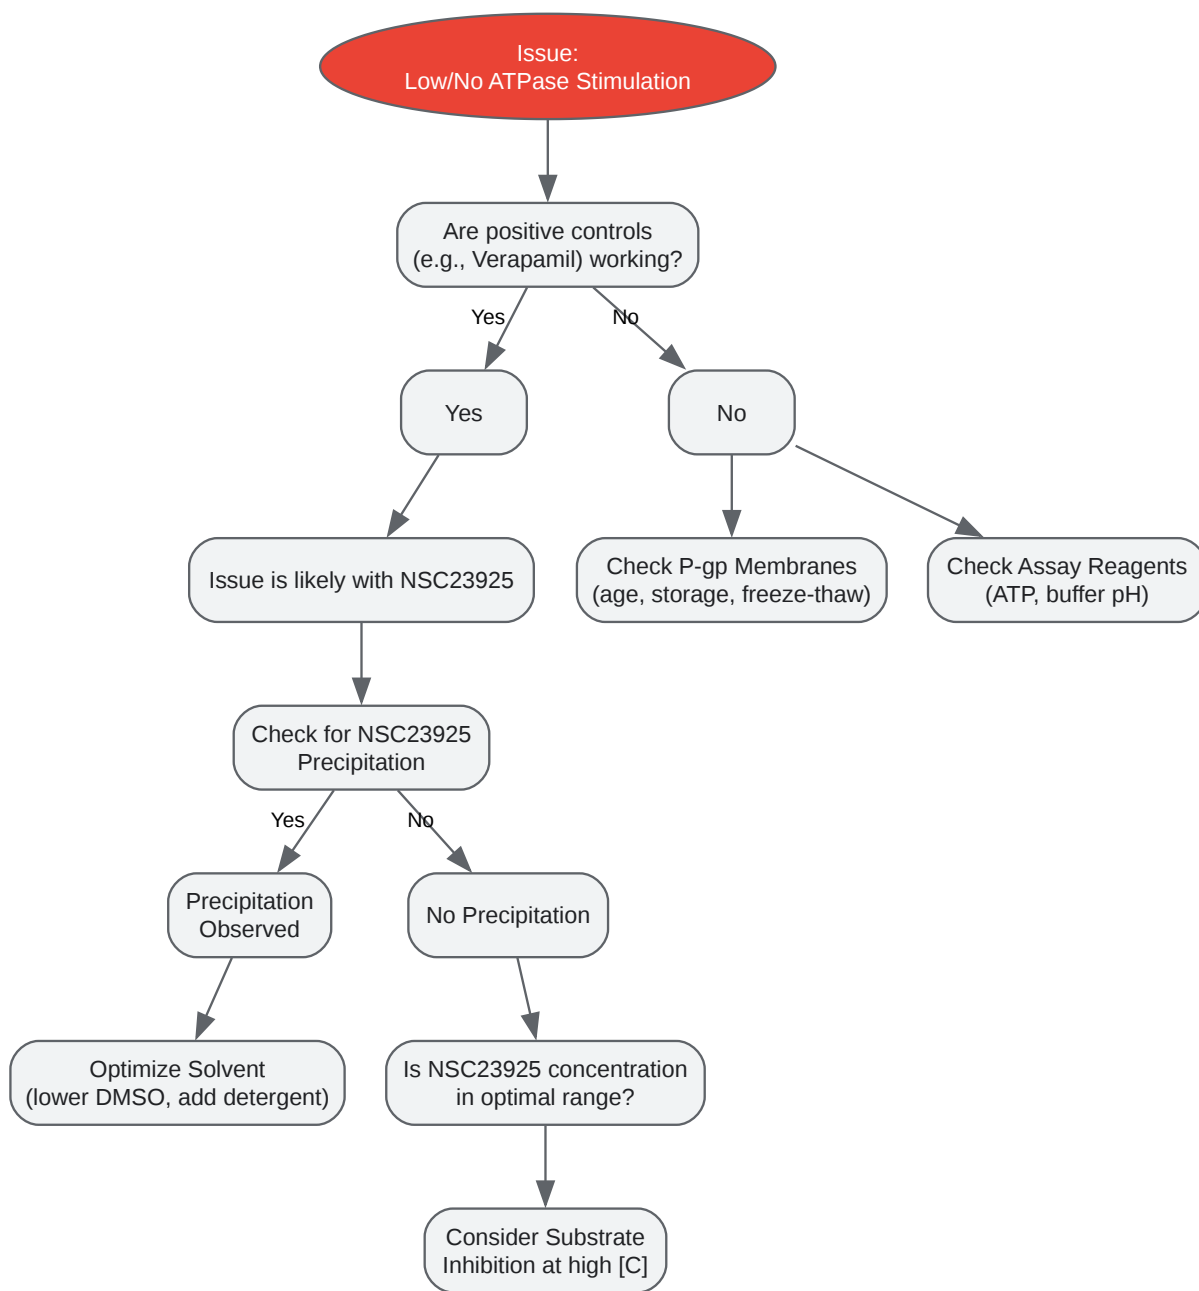 Issue:
Low/No ATPase Stimulation
Are positive controls
(e.g., Verapamil) working?
Yes
No
Yes
No
Issue is likely with NSC23925
Check P-gp Membranes
(age, storage, freeze-thaw)
Check Assay Reagents
(ATP, buffer pH)
Check for NSC23925
Precipitation
Yes
No
Precipitation
Observed
No Precipitation
Optimize Solvent
(lower DMSO, add detergent)
Is NSC23925 concentration
in optimal range?
Consider Substrate
Inhibition at high [C]